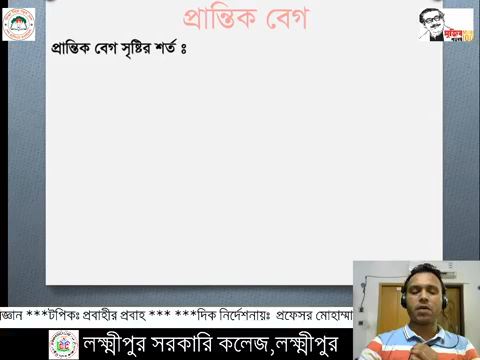 প্রান্তিক বেগ
প্রান্তিক বেগ সৃষ্টির শর্ত ঃ
জ্ঞান ***টপিকঃ প্রবাহীর প্রবাহ *** ***দিক নির্দেশনায়ঃ প্রফেসর মোহাম্মা
লক্ষ্মীপুর সরকারি কলেজ,লক্ষ্মীপুর